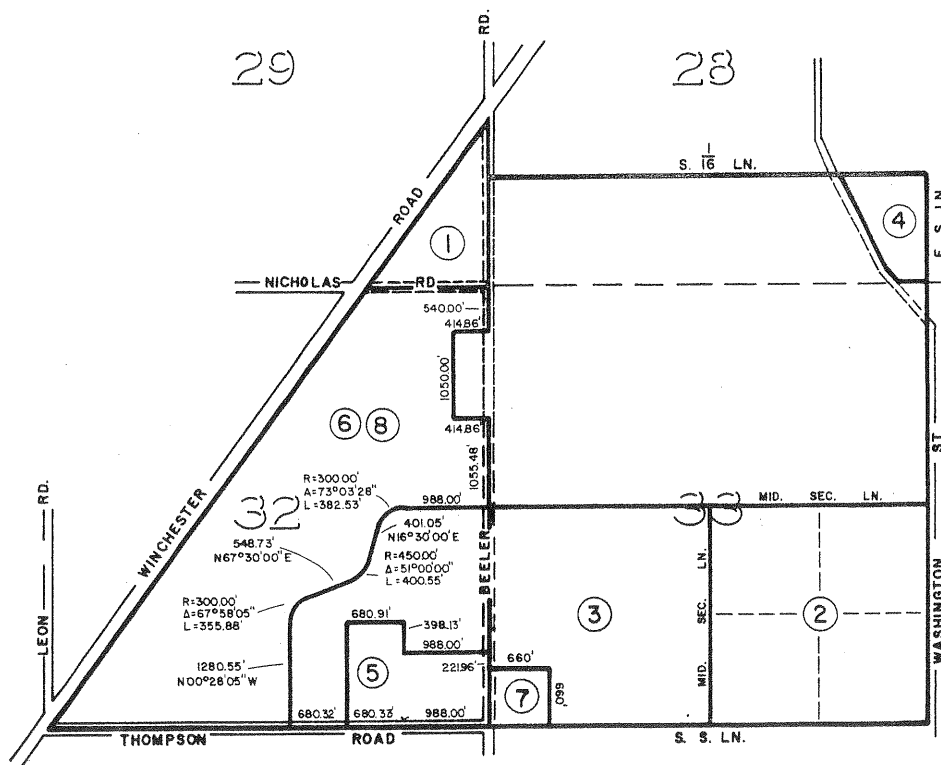 29
28
RD.
S. 1/16 LN.
ROAD
①
④
E. S. LN.
NICHOLAS RD
540.00'
414.86'
1050.00'
⑥ ⑧
414.86'
1055.48'
WINCHESTER
R=300.00'
Δ=73°03'28"
L=382.53'
988.00'
32
33
MID. SEC. LN.
401.05'
N16°30'00"E
548.73'
N67°30'00"E
R=450.00'
Δ=51°00'00"
L=400.55'
BEELER
ST
LEON RD.
R=300.00'
Δ=67°58'05"
L=355.88'
680.91'
398.13'
988.00'
③
MID. SEC. LN.
②
WASHINGTON
1280.55'
N00°28'05"W
⑤
221.96'
660'
⑦
660'
680.32'
680.33'
988.00'
THOMPSON ROAD
S. S. LN.